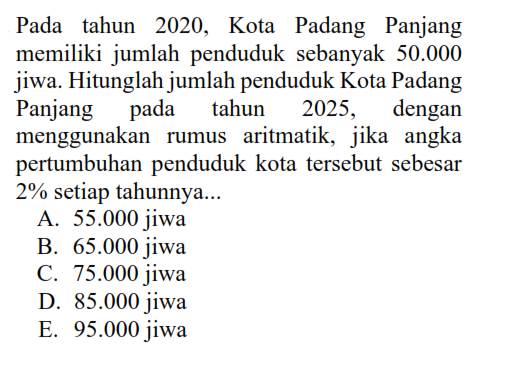 Pada tahun 2020, Kota Padang Panjang
memiliki jumlah penduduk sebanyak 50.000
jiwa. Hitunglah jumlah penduduk Kota Padang
Panjang pada tahun 2025, dengan
menggunakan rumus aritmatik, jika angka
pertumbuhan penduduk kota tersebut sebesar
2% setiap tahunnya...
A. 55.000 jiwa
B. 65.000 jiwa
C. 75.000 jiwa
D. 85.000 jiwa
E. 95.000 jiwa